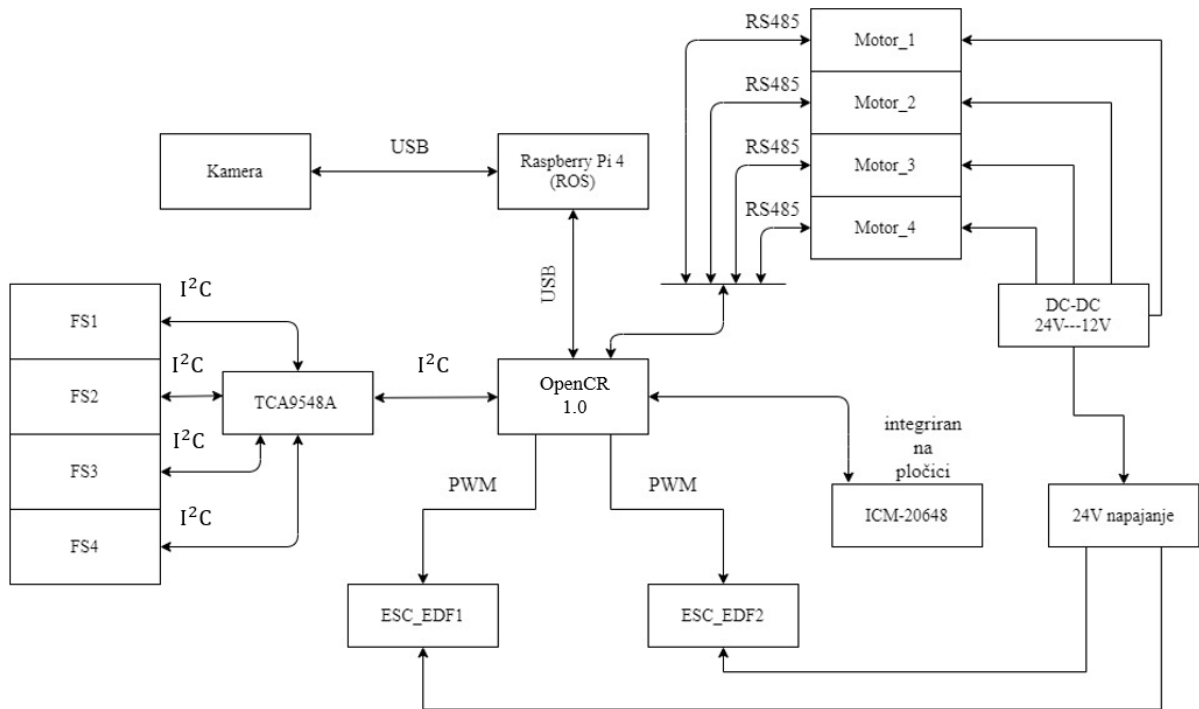 RS485
Motor_1
RS485
Motor_2
RS485
Motor_3
RS485
Motor_4
Kamera
USB
Raspberry Pi 4
(ROS)
USB
DC-DC
24V---12V
I²C
FS1
I²C
FS2
I²C
FS3
I²C
FS4
TCA9548A
I²C
OpenCR
1.0
integriran
na
pločici
ICM-20648
24V napajanje
PWM
PWM
ESC_EDF1
ESC_EDF2